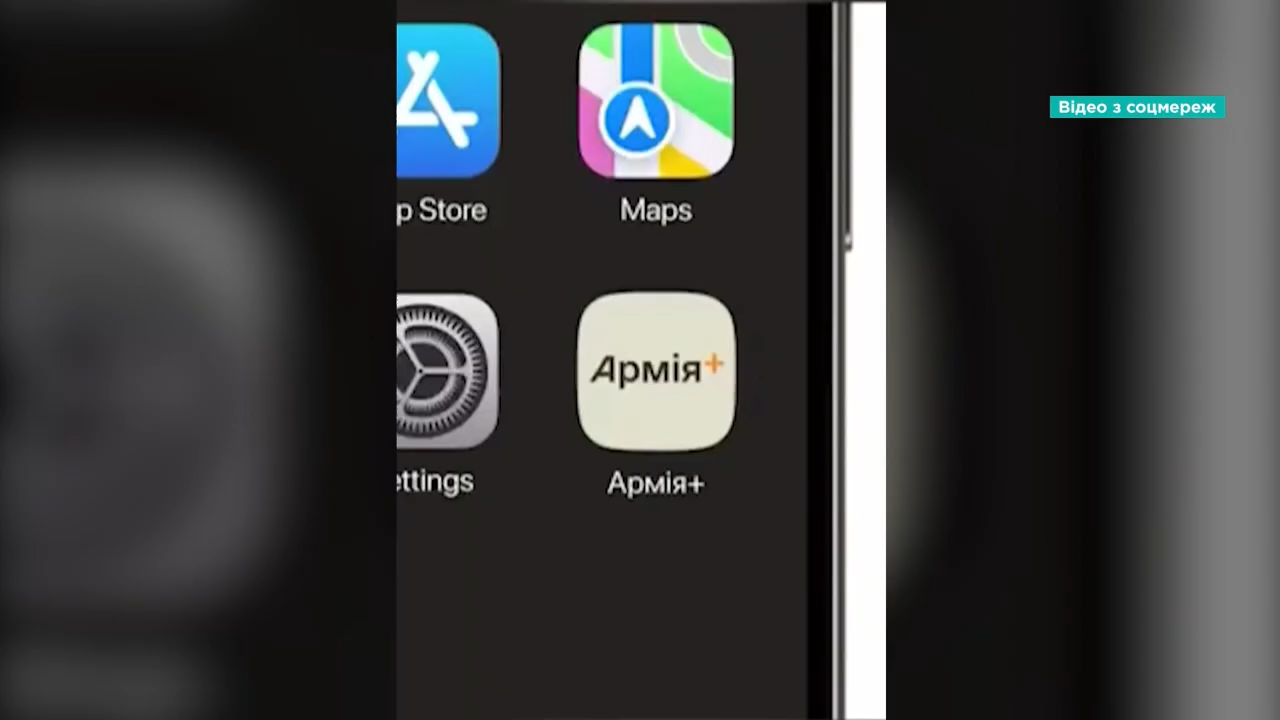 Відео з соцмереж
p Store
Maps
Армія+
ettings
Армія+